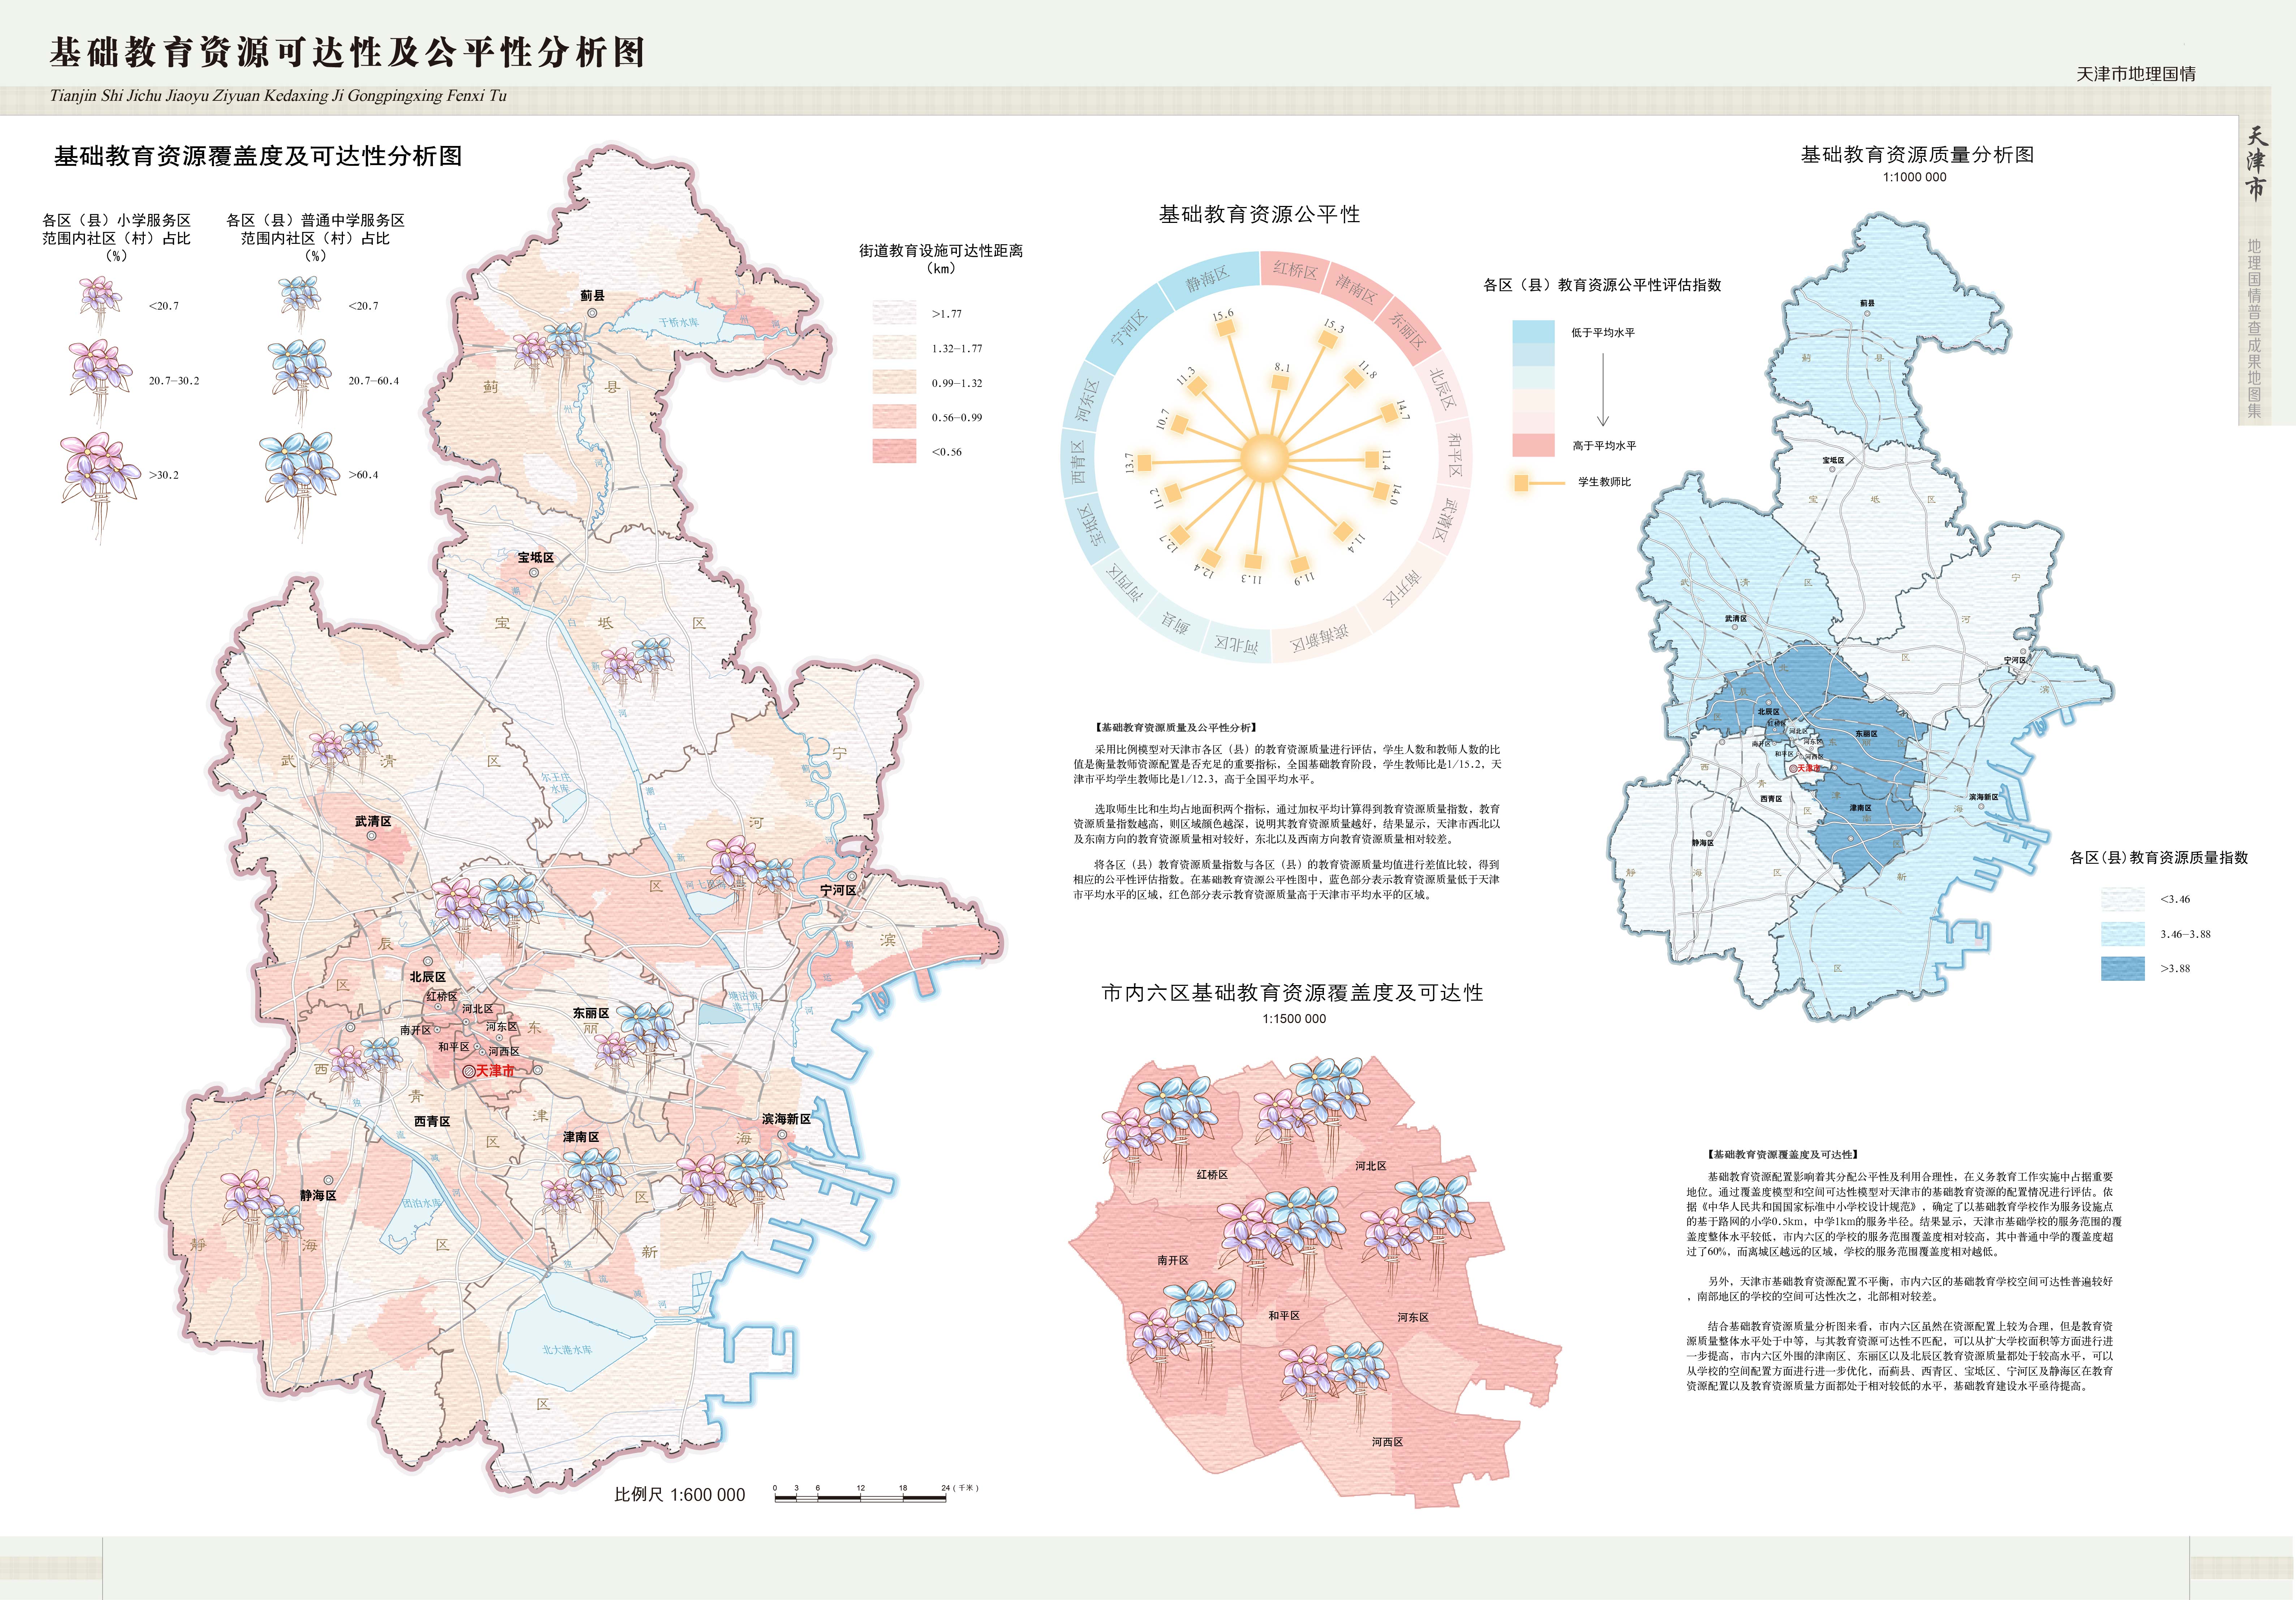 基础教育资源可达性及公平性分析图
Tianjin Shi Jichu Jiaoyu Ziyuan Kedaxing Ji Gongpingxing Fenxi Tu
天津市地理国情
天津市
地理国情普查成果地图集
基础教育资源覆盖度及可达性分析图
各区（县）小学服务区
范围内社区（村）占比
（%）
<20.7
20.7—30.2
>30.2
各区（县）普通中学服务区
范围内社区（村）占比
（%）
<20.7
20.7—60.4
>60.4
街道教育设施可达性距离
（km）
>1.77
1.32—1.77
0.99—1.32
0.56—0.99
<0.56
蓟县
于桥水库
蓟 县
宝坻区
宝 坻 区
武 清 区
尔王庄
水库
武清区
宁 河 区
宁河区
北辰区
辰
区
红桥区
河北区
南开区
河东区
和平区
河西区
天津市
东丽区
东 丽
西 青 区
西青区
津 南 区
津南区
滨海新区
滨 海 新 区
静海区
静 海 区
团泊水库
北大港水库
比例尺 1:600 000
0 3 6 12 18 24（千米）
基础教育资源公平性
静海区
红桥区
津南区
东丽区
北辰区
和平区
武清区
南开区
滨海新区
河北区
蓟县
河西区
宝坻区
西青区
河东区
宁河区
15.6
8.1
15.3
11.8
14.7
11.4
14.0
11.4
11.9
11.3
12.4
12.7
11.2
13.7
10.7
11.3
各区（县）教育资源公平性评估指数
低于平均水平
高于平均水平
学生教师比
【基础教育资源质量及公平性分析】
采用比例模型对天津市各区（县）的教育资源质量进行评估，学生人数和教师人数的比
值是衡量教师资源配置是否充足的重要指标，全国基础教育阶段，学生教师比是1/15.2，天
津市平均学生教师比是1/12.3，高于全国平均水平。
选取师生比和生均占地面积两个指标，通过加权平均计算得到教育资源质量指数，教育
资源质量指数越高，则区域颜色越深，说明其教育资源质量越好，结果显示，天津市西北以
及东南方向的教育资源质量相对较好，东北以及西南方向教育资源质量相对较差。
将各区（县）教育资源质量指数与各区（县）的教育资源质量均值进行差值比较，得到
相应的公平性评估指数。在基础教育资源公平性图中，蓝色部分表示教育资源质量低于天津
市平均水平的区域，红色部分表示教育资源质量高于天津市平均水平的区域。
市内六区基础教育资源覆盖度及可达性
1:1500 000
红桥区
河北区
南开区
和平区
河东区
河西区
基础教育资源质量分析图
1:1000 000
蓟县
蓟 县
宝坻区
宝 坻 区
武 清 区
武清区
宁 河 区
宁河区
北辰区
北 辰 区
红桥区
河北区
南开区
河东区
和平区
河西区
天津市
东丽区
西 青 区
西青区
津南区
津 南 区
滨海新区
滨 海 新 区
静海区
静 海 区
各区(县)教育资源质量指数
<3.46
3.46—3.88
>3.88
【基础教育资源覆盖度及可达性】
基础教育资源配置影响着其分配公平性及利用合理性，在义务教育工作实施中占据重要
地位。通过覆盖度模型和空间可达性模型对天津市的基础教育资源的配置情况进行评估。依
据《中华人民共和国国家标准中小学校设计规范》，确定了以基础教育学校作为服务设施点
的基于路网的小学0.5km，中学1km的服务半径。结果显示，天津市基础学校的服务范围的覆
盖度整体水平较低，市内六区的学校的服务范围覆盖度相对较高，其中普通中学的覆盖度超
过了60%，而离城区越远的区域，学校的服务范围覆盖度相对越低。
另外，天津市基础教育资源配置不平衡，市内六区的基础教育学校空间可达性普遍较好
，南部地区的学校的空间可达性次之，北部相对较差。
结合基础教育资源质量分析图来看，市内六区虽然在资源配置上较为合理，但是教育资
源质量整体水平处于中等，与其教育资源可达性不匹配，可以从扩大学校面积等方面进行进
一步提高，市内六区外围的津南区、东丽区以及北辰区教育资源质量都处于较高水平，可以
从学校的空间配置方面进行进一步优化，而蓟县、西青区、宝坻区、宁河区及静海区在教育
资源配置以及教育资源质量方面都处于相对较低的水平，基础教育建设水平亟待提高。